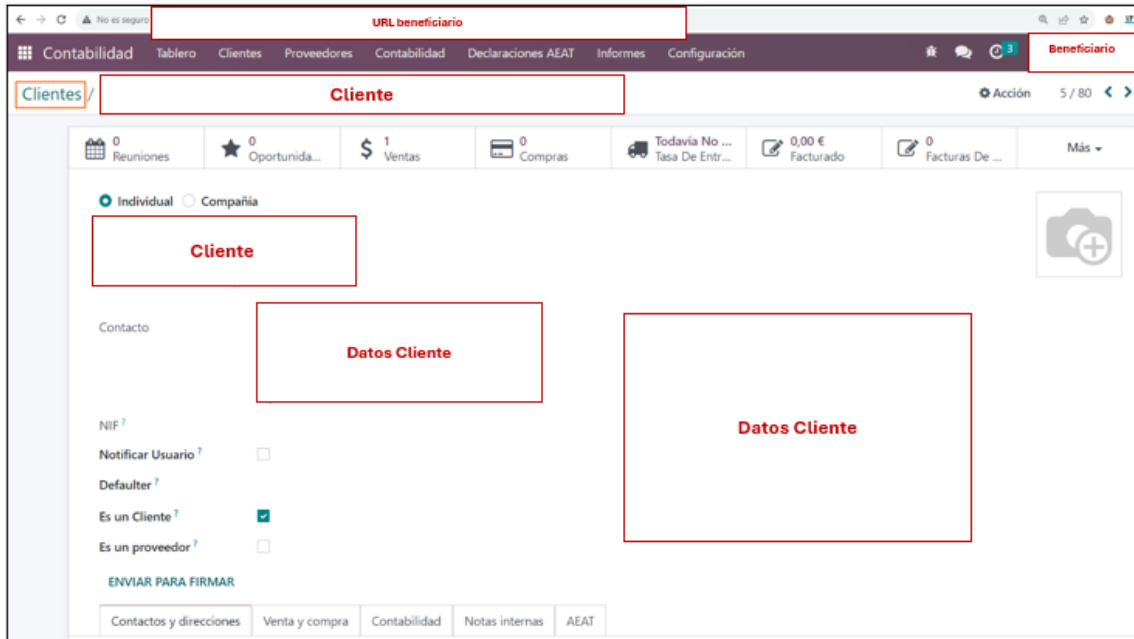 No es seguro
URL beneficiario
Contabilidad Tablero Clientes Proveedores Contabilidad Declaraciones AEAT Informes Configuración 3 Beneficiario
Clientes / Cliente Acción 5 / 80
0 Reuniones
0 Oportunida...
1 Ventas
0 Compras
Todavía No ... Tasa De Entr...
0,00 € Facturado
0 Facturas De ...
Más
Individual Compañía
Cliente
Contacto
Datos Cliente
Datos Cliente
NIF ?
Notificar Usuario ?
Defaulter ?
Es un Cliente ?
Es un proveedor ?
ENVIAR PARA FIRMAR
Contactos y direcciones Venta y compra Contabilidad Notas internas AEAT